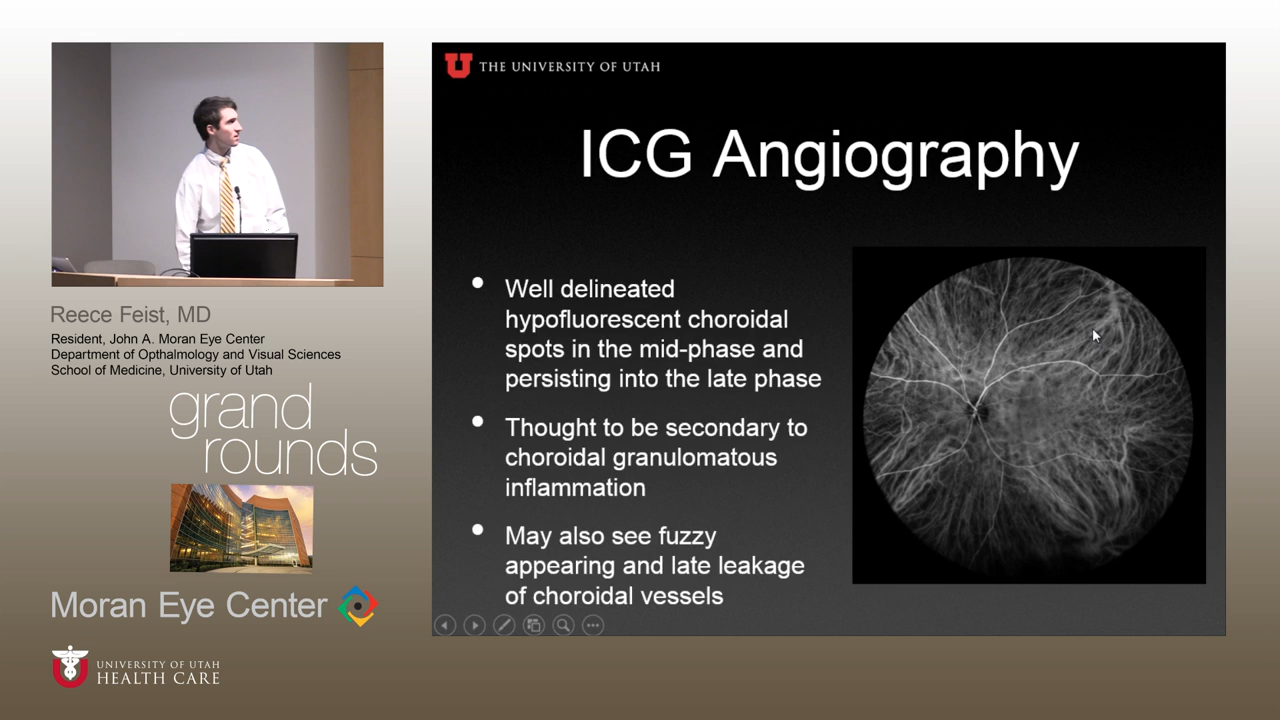 THE UNIVERSITY OF UTAH
ICG Angiography
• Well delineated
hypofluorescent choroidal
spots in the mid-phase and
persisting into the late phase
• Thought to be secondary to
choroidal granulomatous
inflammation
• May also see fuzzy
appearing and late leakage
of choroidal vessels
Reece Feist, MD
Resident, John A. Moran Eye Center
Department of Opthalmology and Visual Sciences
School of Medicine, University of Utah
grand
rounds
Moran Eye Center
UNIVERSITY OF UTAH
HEALTH CARE